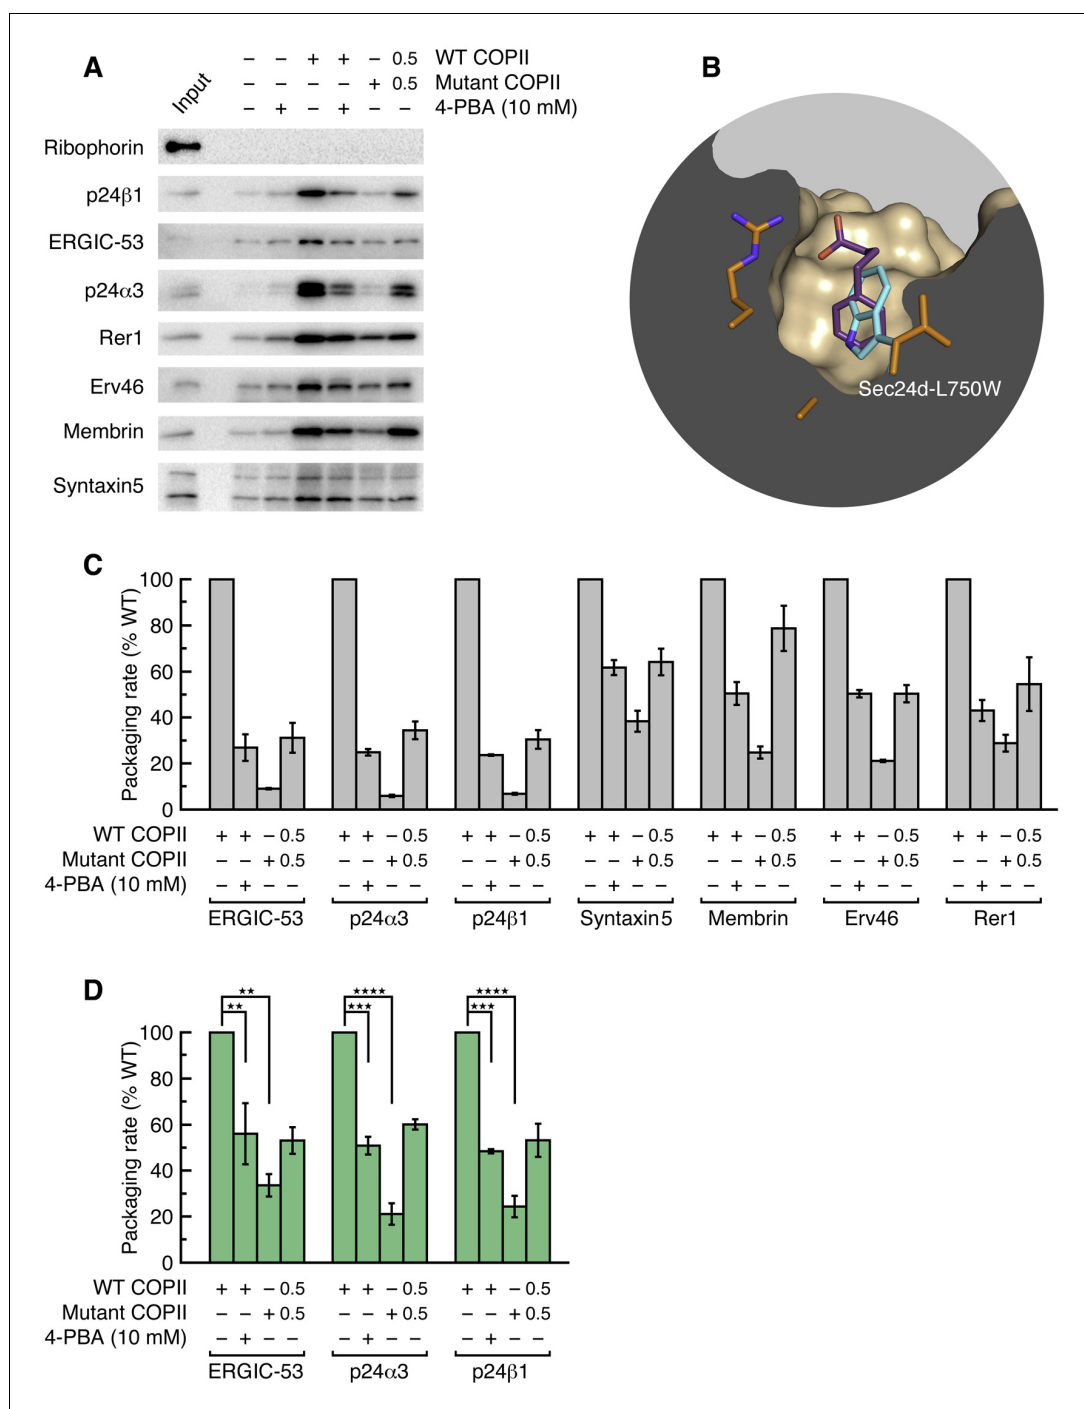 A
Input
– – + + – 0.5 WT COPII
– – – – + 0.5 Mutant COPII
– + – + – – 4-PBA (10 mM)
Ribophorin
p24β1
ERGIC-53
p24α3
Rer1
Erv46
Membrin
Syntaxin5
B
Sec24d-L750W
C
Packaging rate (% WT)
100
80
60
40
20
0
WT COPII + + – 0.5 + + – 0.5 + + – 0.5 + + – 0.5 + + – 0.5 + + – 0.5 + + – 0.5
Mutant COPII – – + 0.5 – – + 0.5 – – + 0.5 – – + 0.5 – – + 0.5 – – + 0.5 – – + 0.5
4-PBA (10 mM) – + – – – + – – – + – – – + – – – + – – – + – – – + – –
ERGIC-53 p24α3 p24β1 Syntaxin5 Membrin Erv46 Rer1
D
★★ ★★★★ ★★★★
★★ ★★★ ★★★
Packaging rate (% WT)
100
80
60
40
20
0
WT COPII + + – 0.5 + + – 0.5 + + – 0.5
Mutant COPII – – + 0.5 – – + 0.5 – – + 0.5
4-PBA (10 mM) – + – – – + – – – + – –
ERGIC-53 p24α3 p24β1